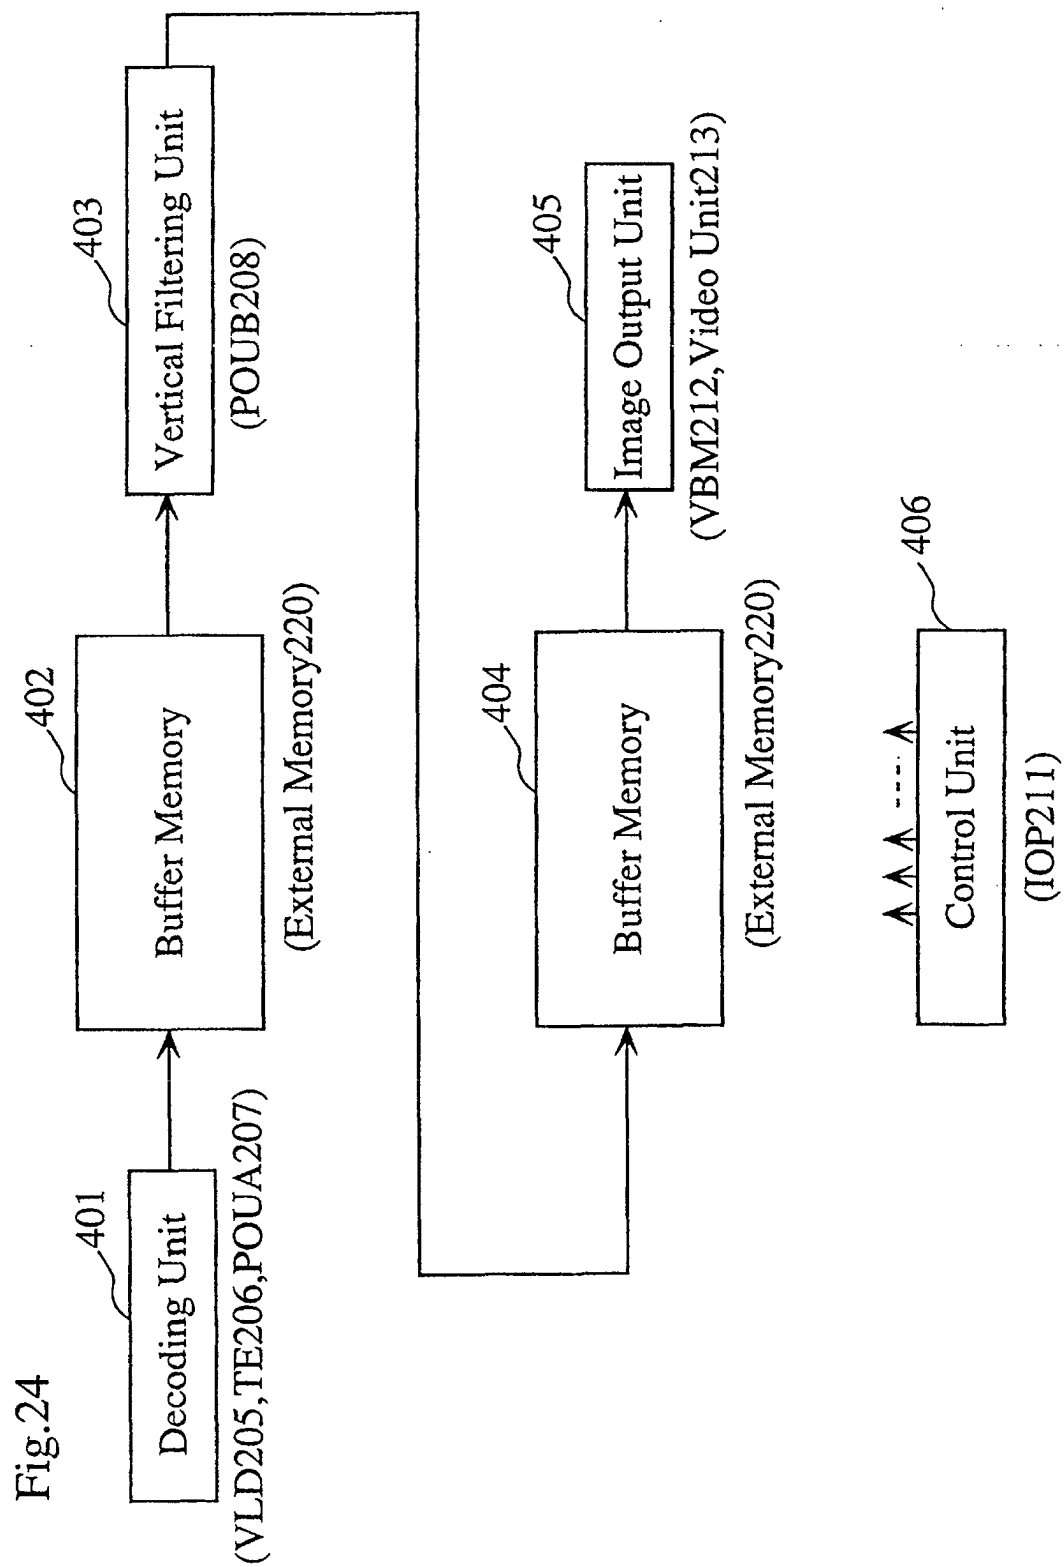 Fig.24
401
Decoding Unit
(VLD205,TE206,POUA207)
402
Buffer Memory
(External Memory220)
403
Vertical Filtering Unit
(POUB208)
404
Buffer Memory
(External Memory220)
405
Image Output Unit
(VBM212,Video Unit213)
406
Control Unit
(IOP211)